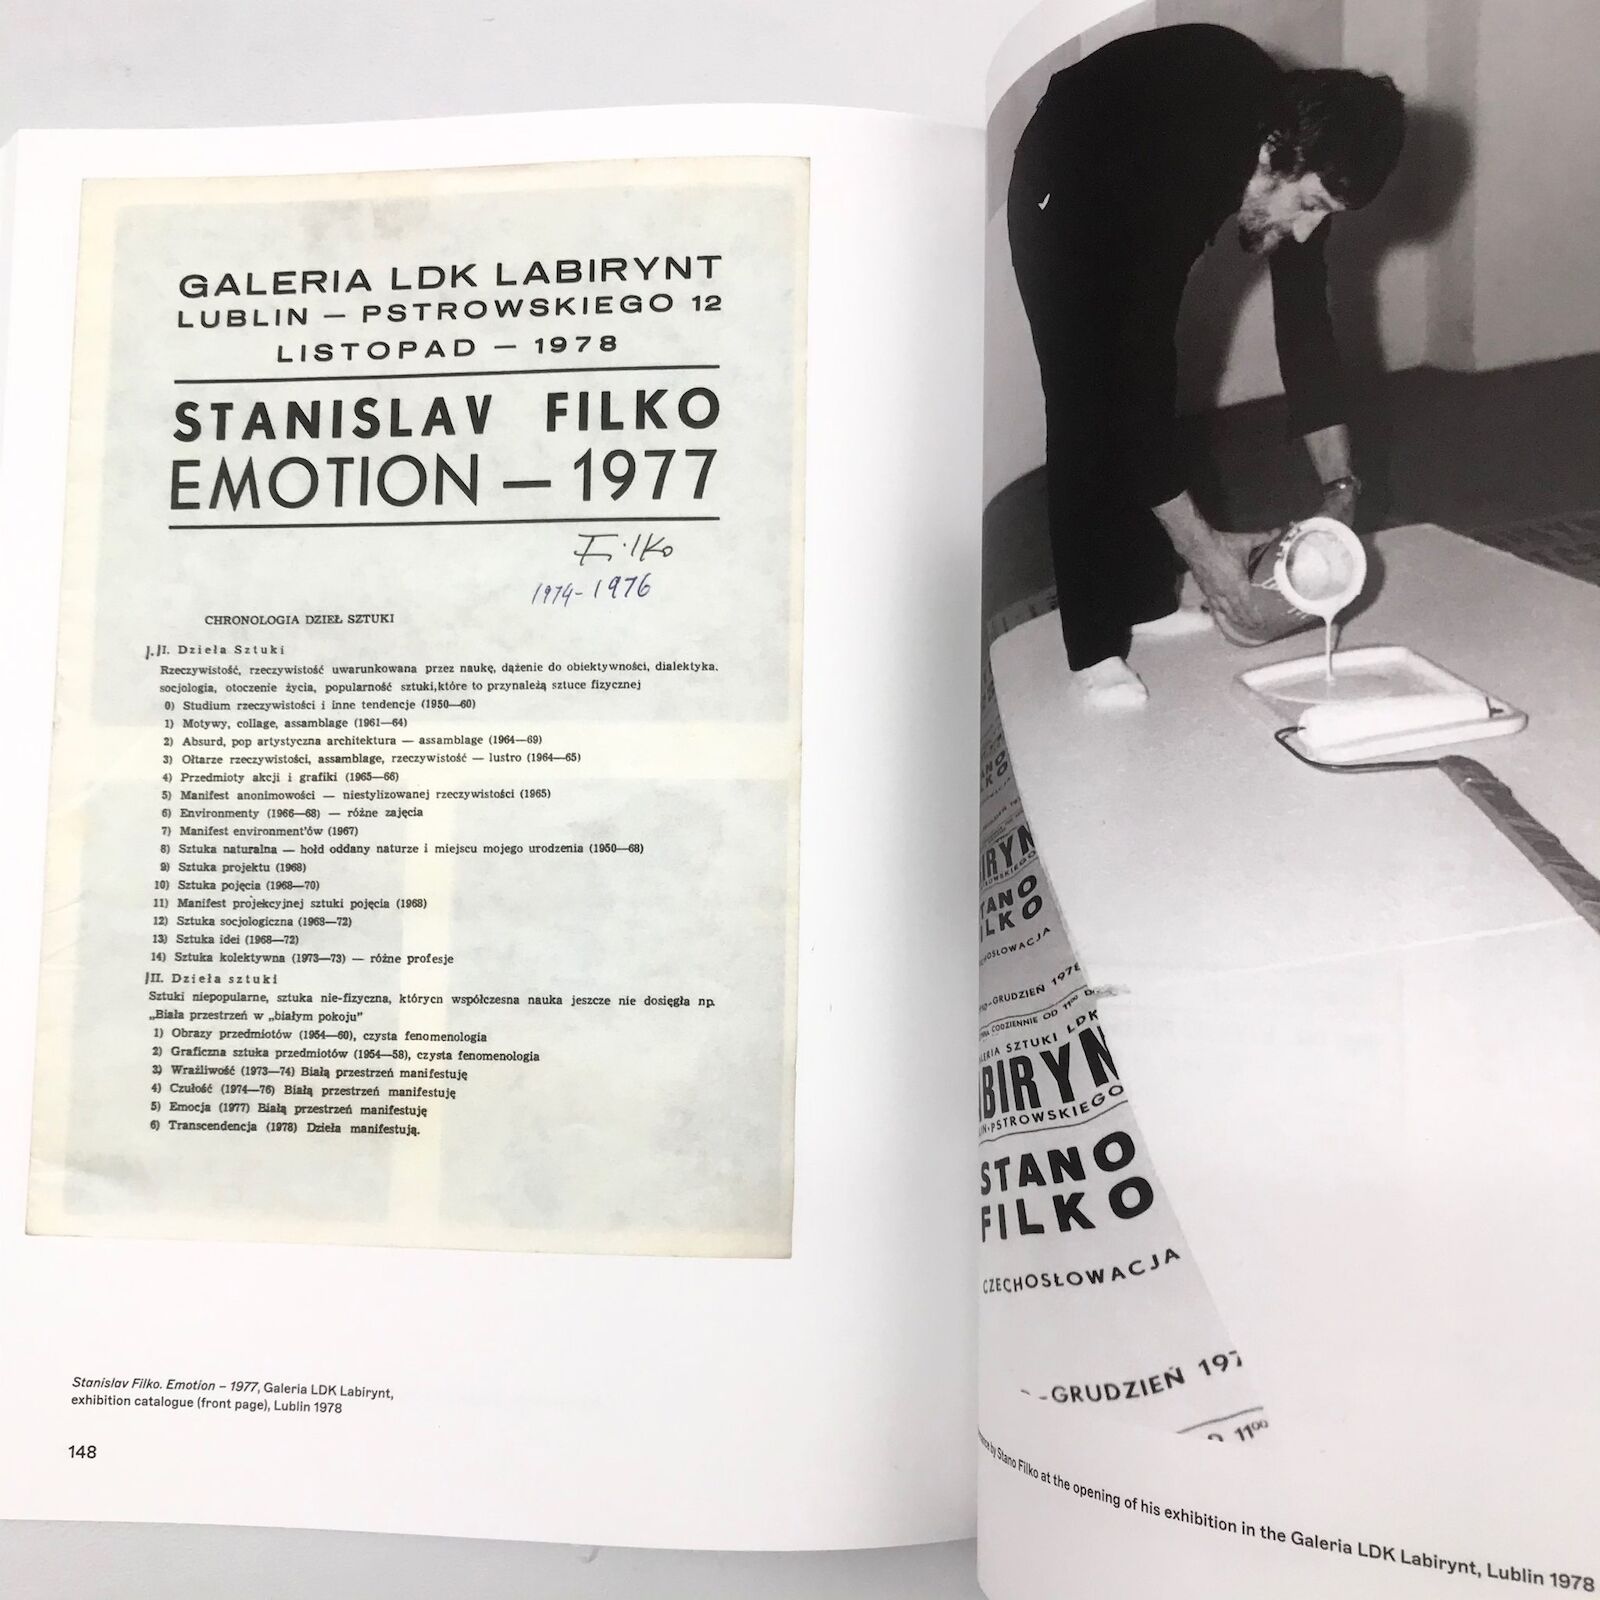 GALERIA LDK LABIRYNT
LUBLIN — PSTROWSKIEGO 12
LISTOPAD — 1978
STANISLAV FILKO
EMOTION — 1977
Filko
1974-1976
CHRONOLOGIA DZIEŁ SZTUKI
I. Dzieła Sztuki
Rzeczywistość, rzeczywistość uwarunkowana przez naukę, dążenie do obiektywności, dialektyka.
socjologia, otoczenie życia, popularność sztuki,które to przynależą sztuce fizycznej
0) Studium rzeczywistości i inne tendencje (1950—60)
1) Motywy, collage, assamblage (1961—64)
2) Absurd, pop artystyczna architektura — assamblage (1964—69)
3) Ołtarze rzeczywistości, assamblage, rzeczywistość — lustro (1964—65)
4) Przedmioty akcji i grafiki (1965—66)
5) Manifest anonimowości — niestylizowanej rzeczywistości (1965)
6) Environmenty (1966—68) — różne zajęcia
7) Manifest environment'ów (1967)
8) Sztuka naturalna — hołd oddany naturze i miejscu mojego urodzenia (1950—68)
9) Sztuka projektu (1968)
10) Sztuka pojęcia (1968—70)
11) Manifest projekcyjnej sztuki pojęcia (1968)
12) Sztuka socjologiczna (1968—72)
13) Sztuka idei (1968—72)
14) Sztuka kolektywna (1973—73) — różne profesje
II. Dzieła sztuki
Sztuki niepopularne, sztuka nie-fizyczna, których współczesna nauka jeszcze nie dosięgła np.
„Biała przestrzeń w „białym pokoju”
1) Obrazy przedmiotów (1954—60), czysta fenomenologia
2) Graficzna sztuka przedmiotów (1954—58), czysta fenomenologia
3) Wrażliwość (1973—74) Białą przestrzeń manifestuję
4) Czułość (1974—76) Białą przestrzeń manifestuję
5) Emocja (1977) Białą przestrzeń manifestuję
6) Transcendencja (1978) Dzieła manifestują.
Stanislav Filko. Emotion – 1977, Galeria LDK Labirynt,
exhibition catalogue (front page), Lublin 1978
148
IRYN
TANO
ILKO
-GRUDZIEŃ 1978
CODZIENNIE OD 11⁰⁰
SZTUKI LDK
BIRYN
PSTROWSKIEGO
STANO
FILKO
CZECHOSŁOWACJA
-GRUDZIEŃ 197
11⁰⁰
by Stano Filko at the opening of his exhibition in the Galeria LDK Labirynt, Lublin 1978